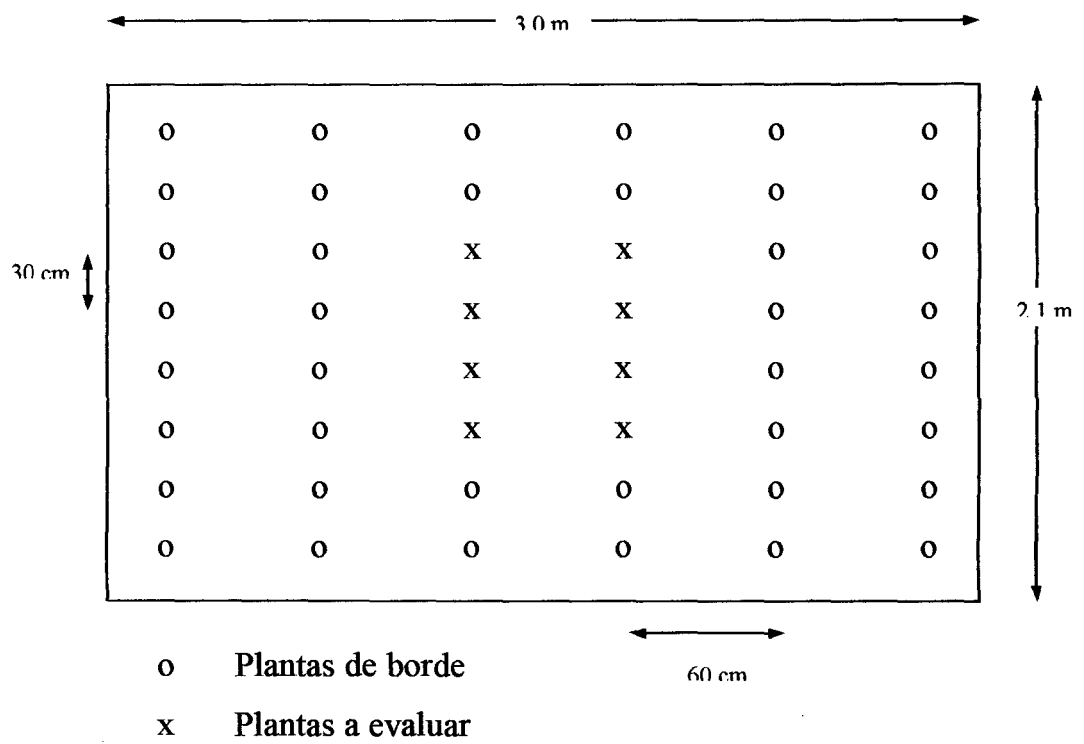 3.0 m
o o o o o o
o o o o o o
o o x x o o
30 cm
o o x x o o
2.1 m
o o x x o o
o o x x o o
o o o o o o
o o o o o o
60 cm
o Plantas de borde
x Plantas a evaluar